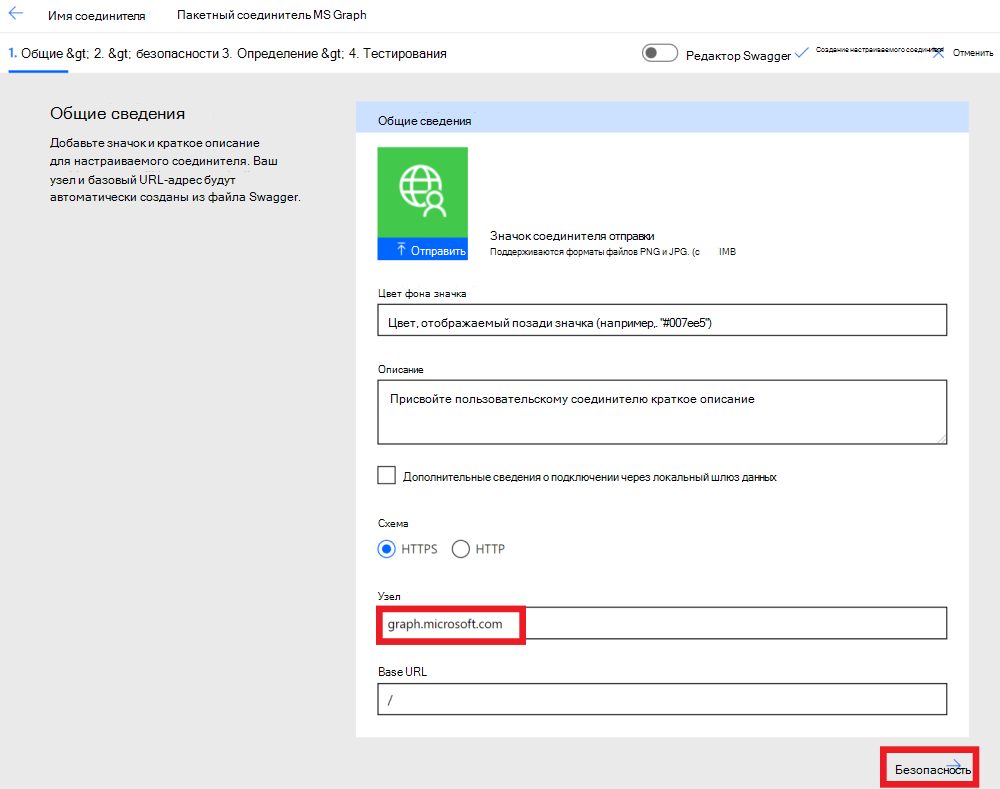 Имя соединителя Пакетный соединитель MS Graph
1. Общие &gt; 2. &gt; безопасности 3. Определение &gt; 4. Тестирования Редактор Swagger Создание настраиваемого соединителя Отменить
Общие сведения
Добавьте значок и краткое описание
для настраиваемого соединителя. Ваш
узел и базовый URL-адрес будут
автоматически созданы из файла Swagger.
Общие сведения
Отправить
Значок соединителя отправки
Поддерживаются форматы файлов PNG и JPG. (с IMB
Цвет фона значка
Цвет, отображаемый позади значка (например,. "#007ee5")
Описание
Присвойте пользовательскому соединителю краткое описание
Дополнительные сведения о подключении через локальный шлюз данных
Схема
HTTPS HTTP
Узел
graph.microsoft.com
Base URL
/
Безопасность